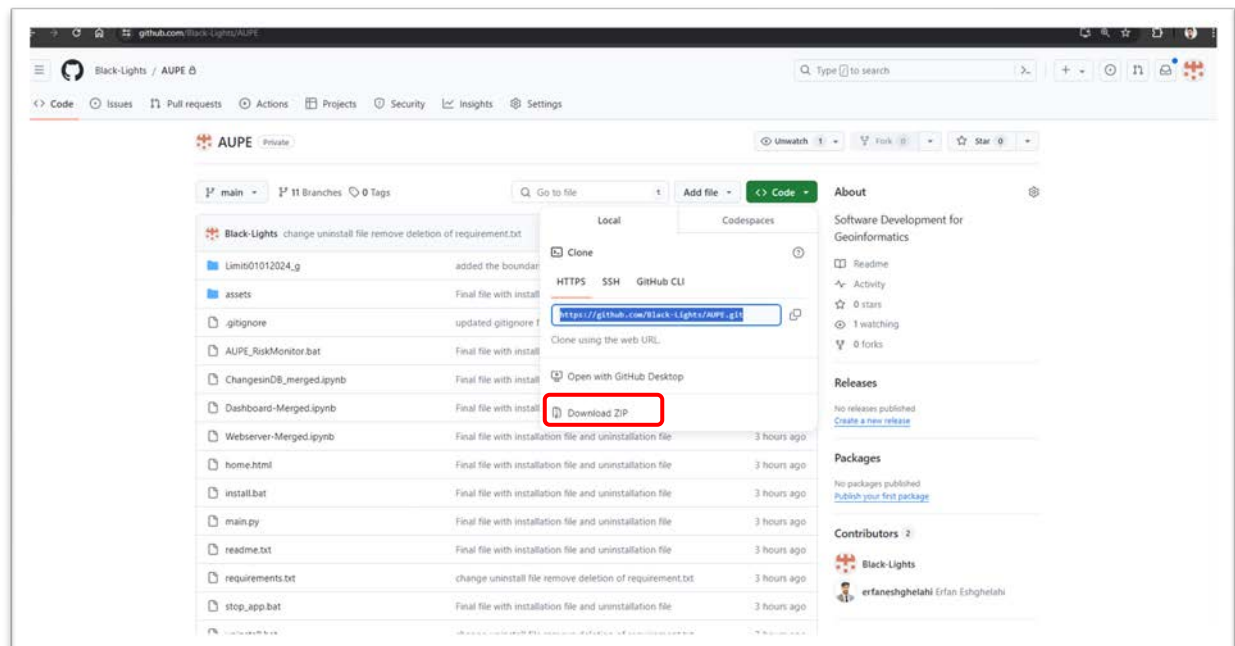 github.com/Black-Lights/AUPE
Black-Lights / AUPE
Type / to search
Code Issues Pull requests Actions Projects Security Insights Settings
AUPE Private
Unwatch 1 Fork 0 Star 0
main 11 Branches 0 Tags
Go to file t Add file Code
About
Software Development for
Geoinformatics
Readme
Activity
0 stars
1 watching
0 forks
Local Codespaces
Clone
HTTPS SSH GitHub CLI
https://github.com/Black-Lights/AUPE.git
Clone using the web URL.
Open with GitHub Desktop
Download ZIP
Black-Lights change uninstall file remove deletion of requirement.txt
Limiti01012024_g added the boundar
assets Final file with install
.gitignore updated gitignore f
AUPE_RiskMonitor.bat Final file with install
ChangesinDB_merged.ipynb Final file with install
Dashboard-Merged.ipynb Final file with install
Webserver-Merged.ipynb Final file with installation file and uninstallation file 3 hours ago
home.html Final file with installation file and uninstallation file 3 hours ago
install.bat Final file with installation file and uninstallation file 3 hours ago
main.py Final file with installation file and uninstallation file 3 hours ago
readme.txt Final file with installation file and uninstallation file 3 hours ago
requirements.txt change uninstall file remove deletion of requirement.txt 3 hours ago
stop_app.bat Final file with installation file and uninstallation file 3 hours ago
Releases
No releases published
Create a new release
Packages
No packages published
Publish your first package
Contributors 2
Black-Lights
erfaneshghelahi Erfan Eshghelahi